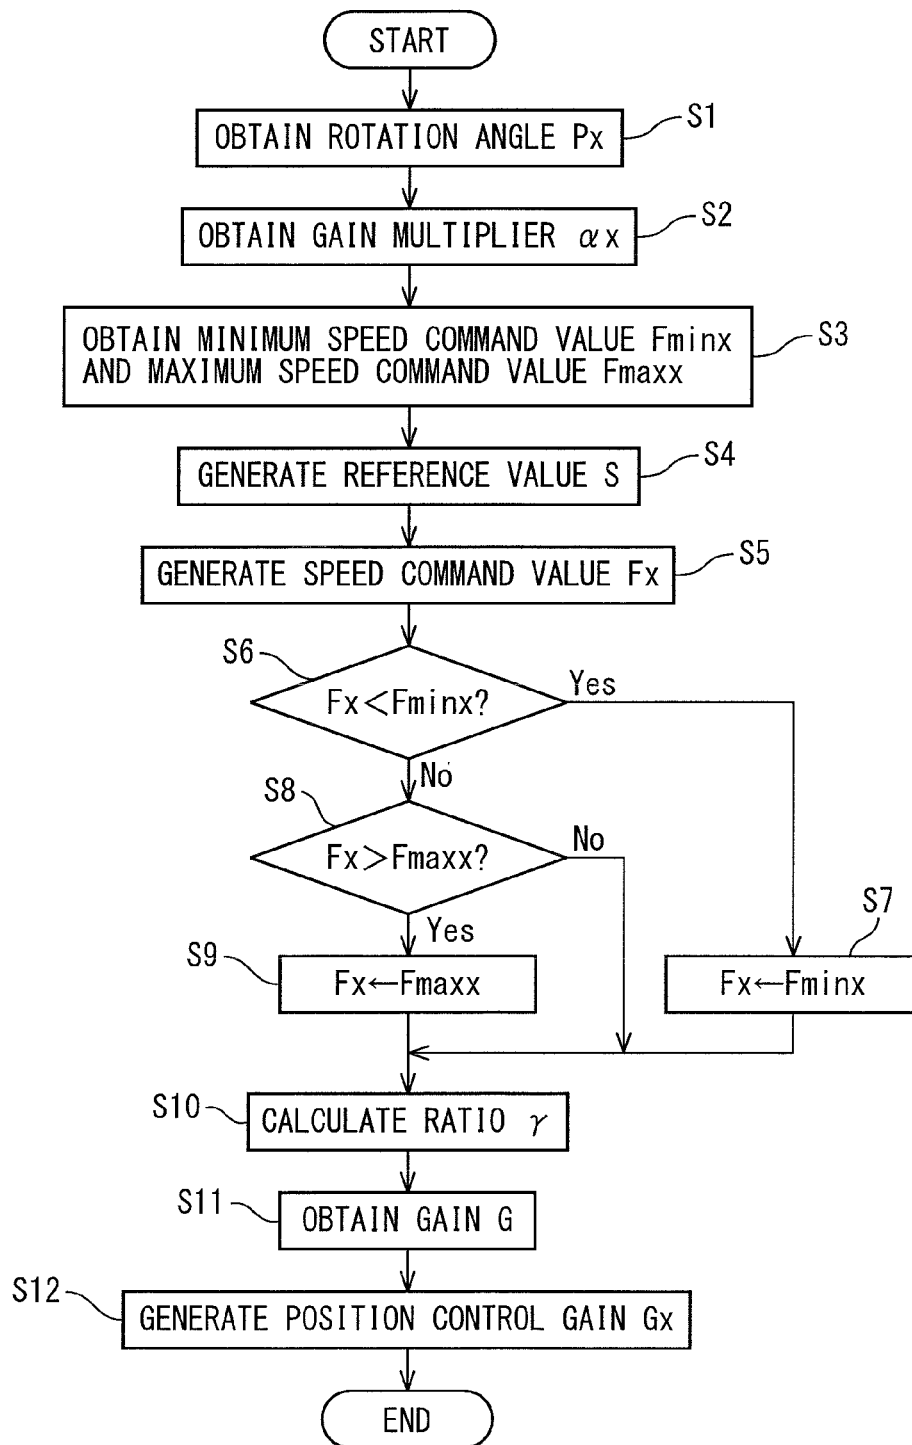 START
OBTAIN ROTATION ANGLE Px
S1
OBTAIN GAIN MULTIPLIER αx
S2
OBTAIN MINIMUM SPEED COMMAND VALUE Fminx
AND MAXIMUM SPEED COMMAND VALUE Fmaxx
S3
GENERATE REFERENCE VALUE S
S4
GENERATE SPEED COMMAND VALUE Fx
S5
S6
Fx<Fminx?
Yes
No
S8
Fx>Fmaxx?
No
Yes
S9
Fx←Fmaxx
S7
Fx←Fminx
S10
CALCULATE RATIO γ
S11
OBTAIN GAIN G
S12
GENERATE POSITION CONTROL GAIN Gx
END